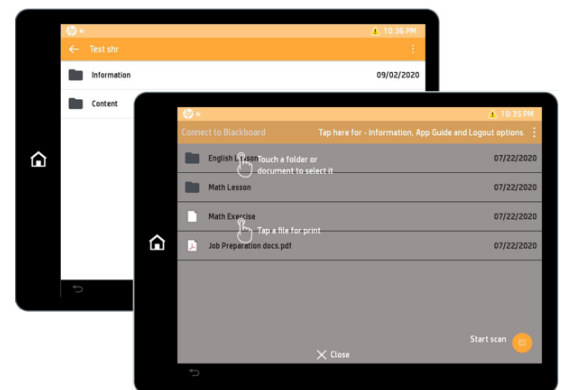 hp
10:36 PM
Test shr
Information 09/02/2020
Content
hp
10:35 PM
Connect to Blackboard Tap here for - Information, App Guide and Logout options.
English Lesson 07/22/2020
Touch a folder or
document to select it
Math Lesson 07/22/2020
Math Exercise 07/22/2020
Tap a file for print
Job Preparation docs.pdf 07/22/2020
Start scan
Close